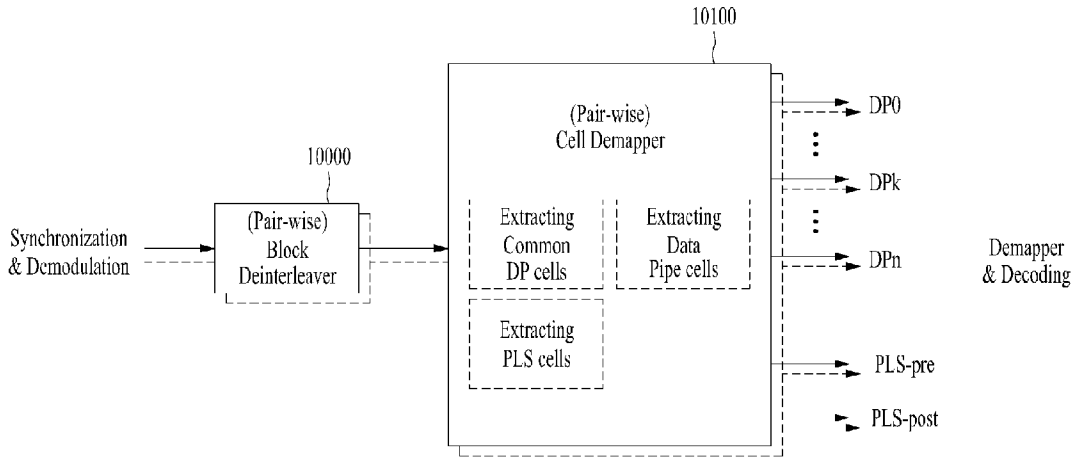 10100
(Pair-wise)
Cell Demapper
DP0
DPk
DPn
10000
(Pair-wise)
Block
Deinterleaver
Synchronization
& Demodulation
Extracting
Common
DP cells
Extracting
Data
Pipe cells
Extracting
PLS cells
Demapper
& Decoding
PLS-pre
PLS-post